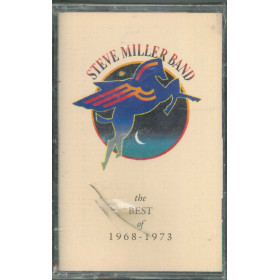 STEVE MILLER BAND
the
BEST
of
1968-1973